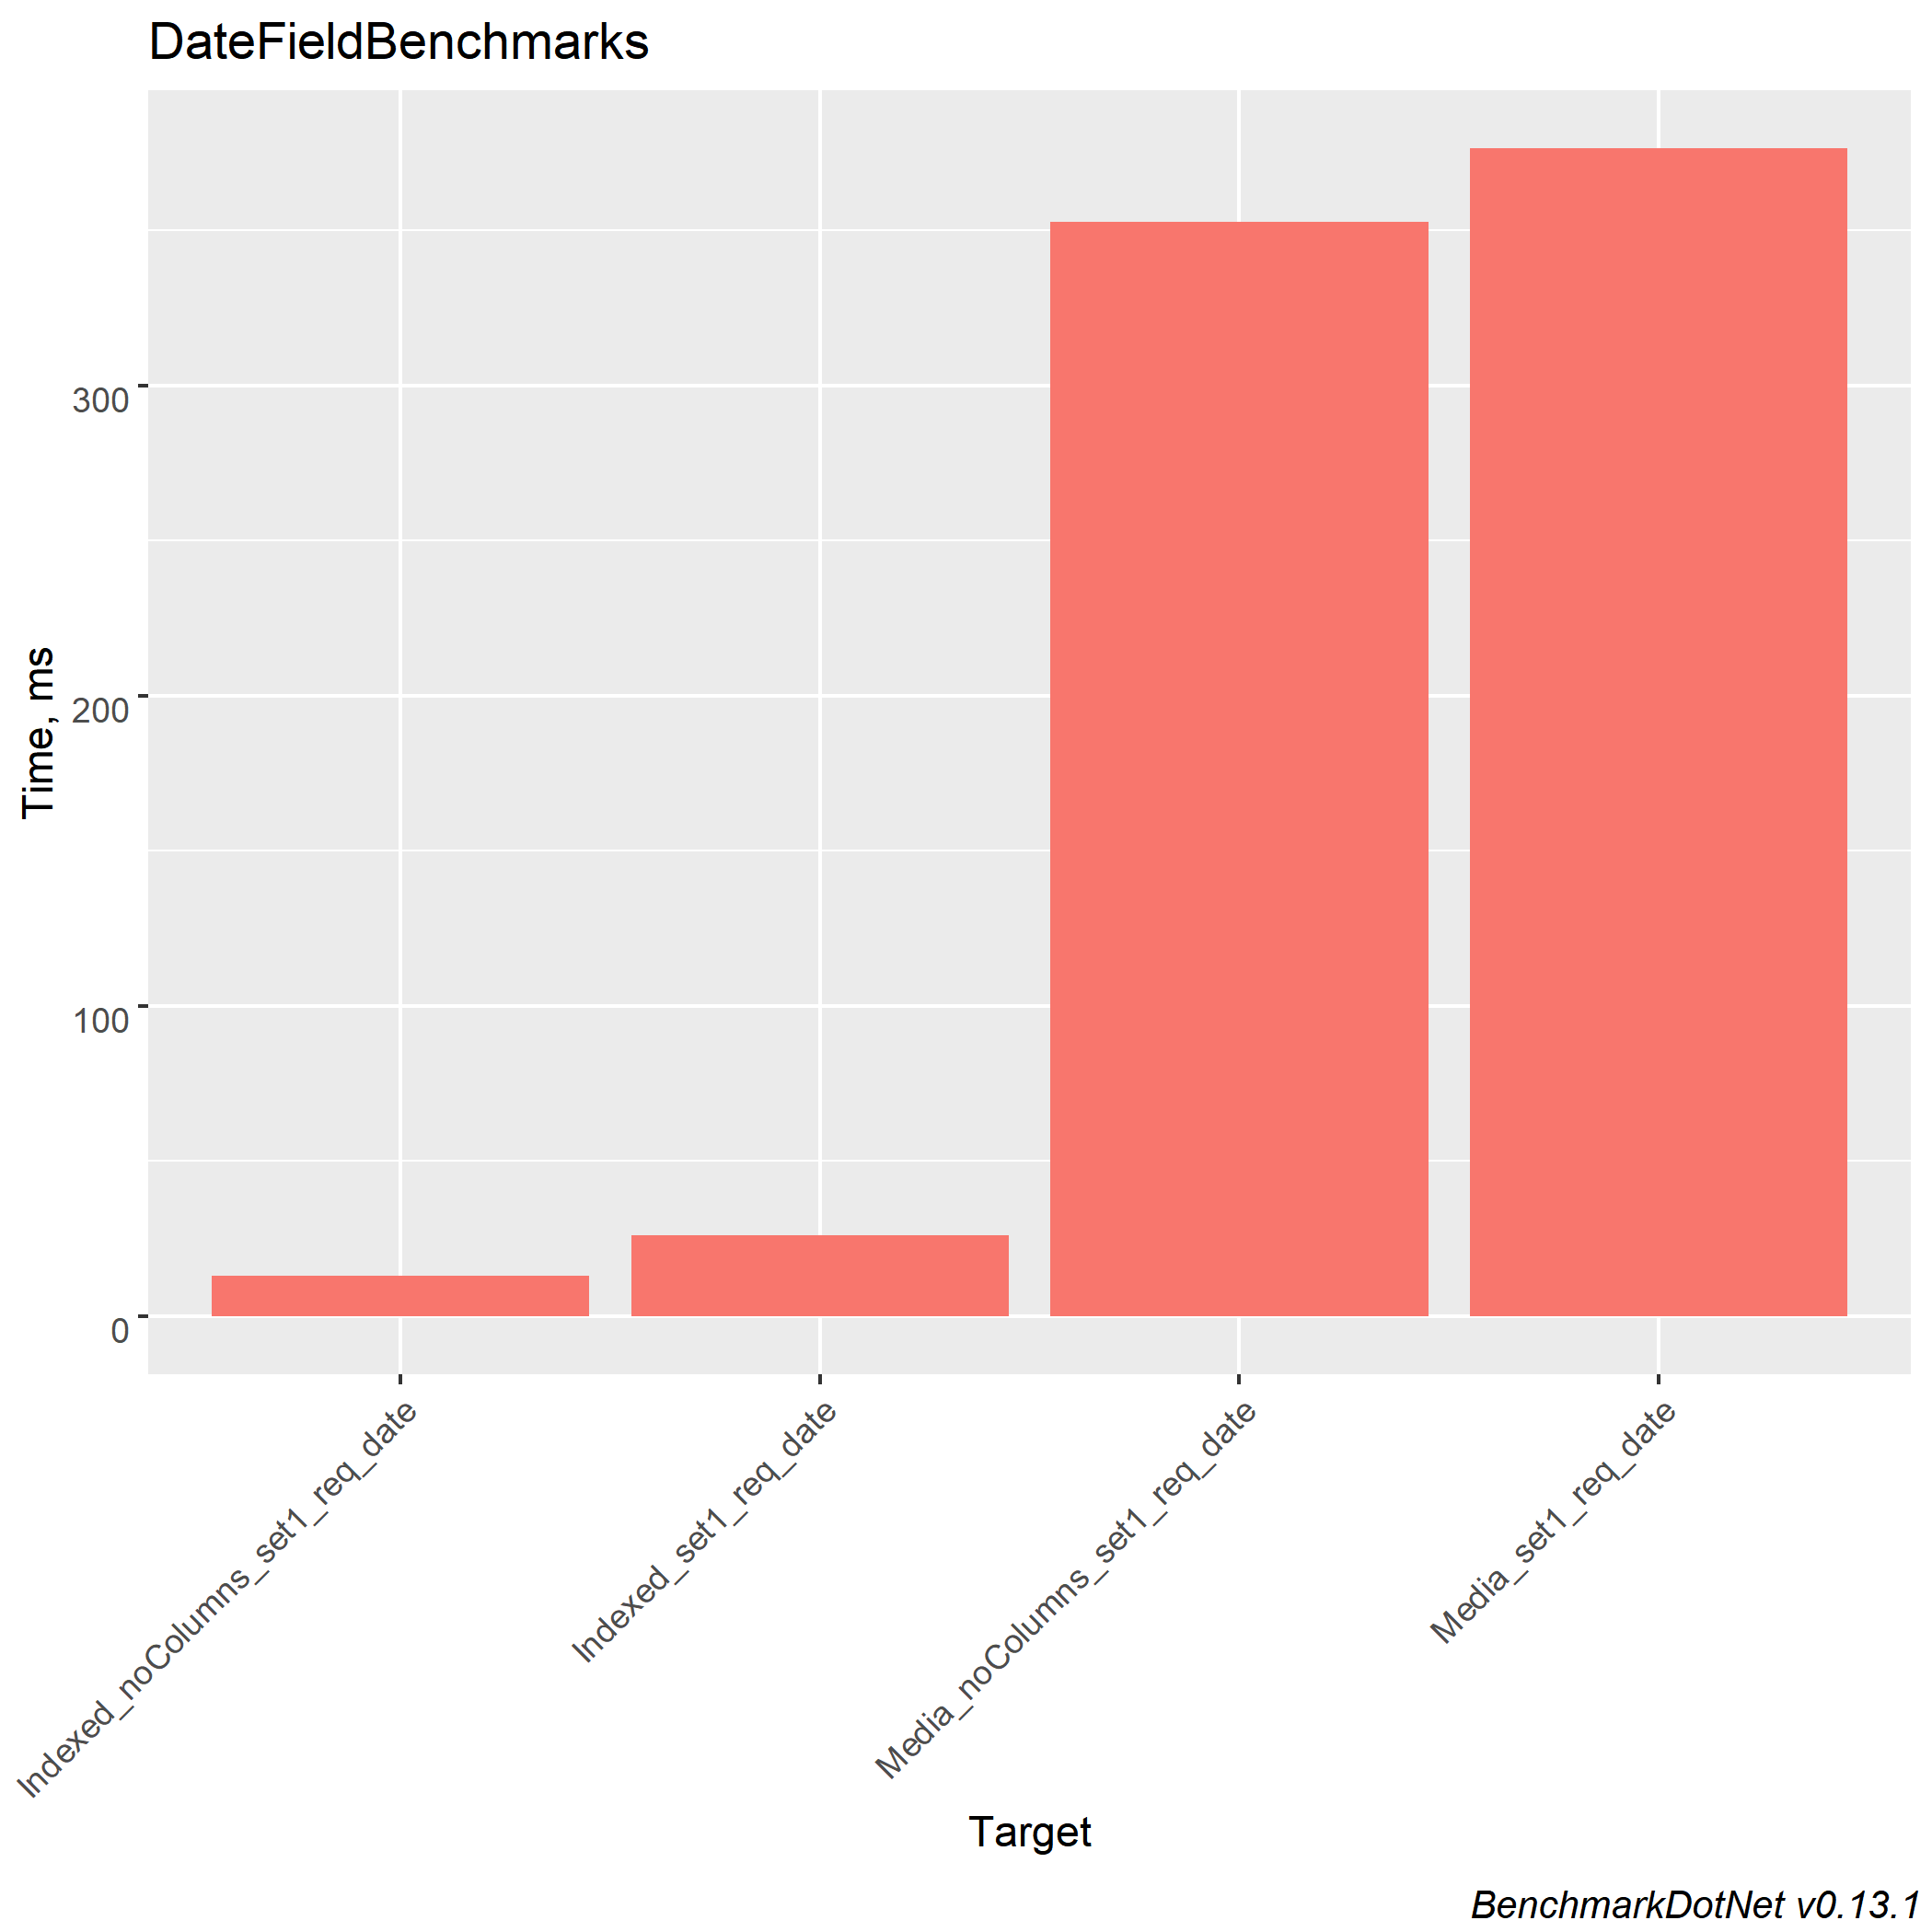 DateFieldBenchmarks
Time, ms
300
200
100
0
Indexed_noColumns_set1_req_date
Indexed_set1_req_date
Media_noColumns_set1_req_date
Media_set1_req_date
Target
BenchmarkDotNet v0.13.1